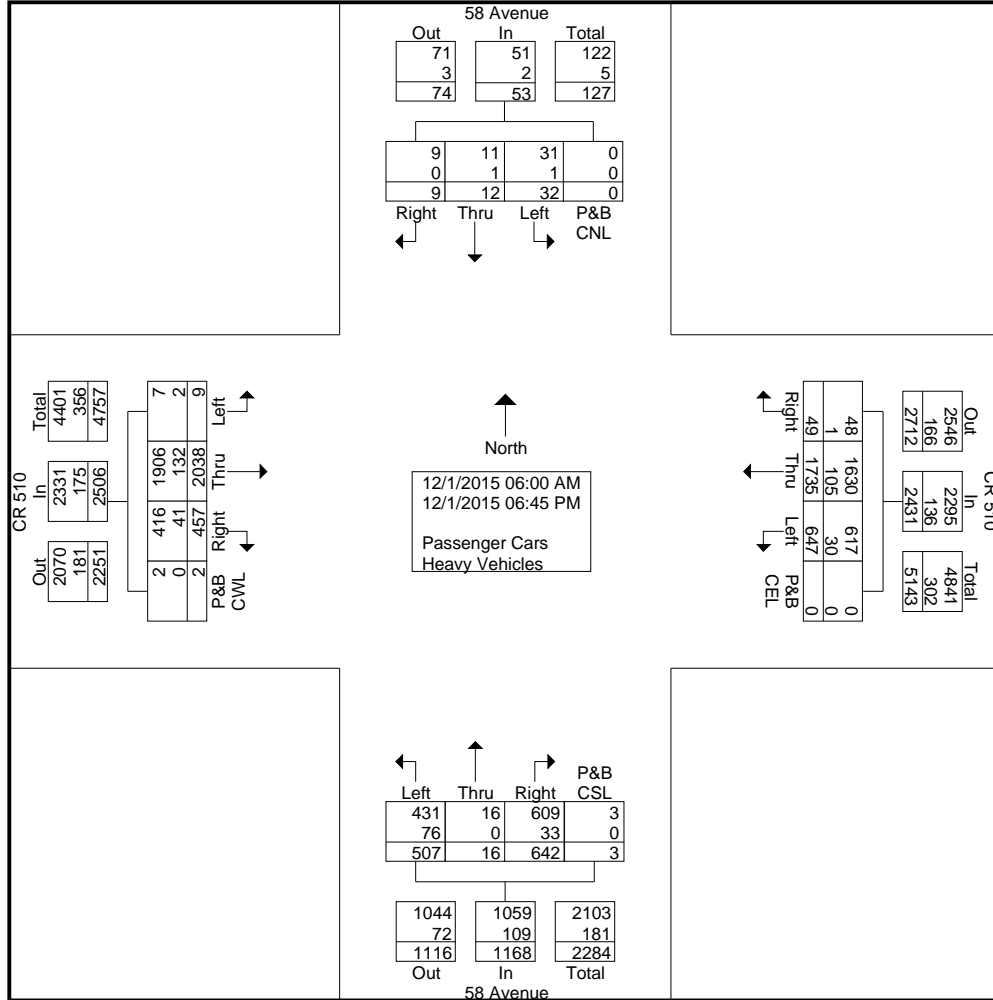 58 Avenue
Out In Total
71 51 122
3 2 5
74 53 127
9 11 31 0
0 1 1 0
9 12 32 0
Right Thru Left P&B
CNL
CR 510
Total In Out
4401 2331 2070
356 175 181
4757 2506 2251
7 1906 416 2
2 132 41 0
9 2038 457 2
Left Thru Right P&B
CWL
North
12/1/2015 06:00 AM
12/1/2015 06:45 PM
Passenger Cars
Heavy Vehicles
Right Thru Left P&B
CEL
49 1735 647 0
1 105 30 0
48 1630 617 0
Out In Total
2712 2431 5143
166 136 302
2546 2295 4841
CR 510
P&B
Left Thru Right CSL
431 16 609 3
76 0 33 0
507 16 642 3
1044 1059 2103
72 109 181
1116 1168 2284
Out In Total
58 Avenue